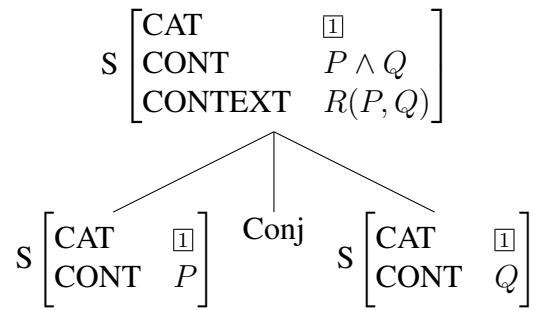 S [CAT 1
CONT P ∧ Q
CONTEXT R(P, Q)]
S [CAT 1
CONT P]
Conj
S [CAT 1
CONT Q]